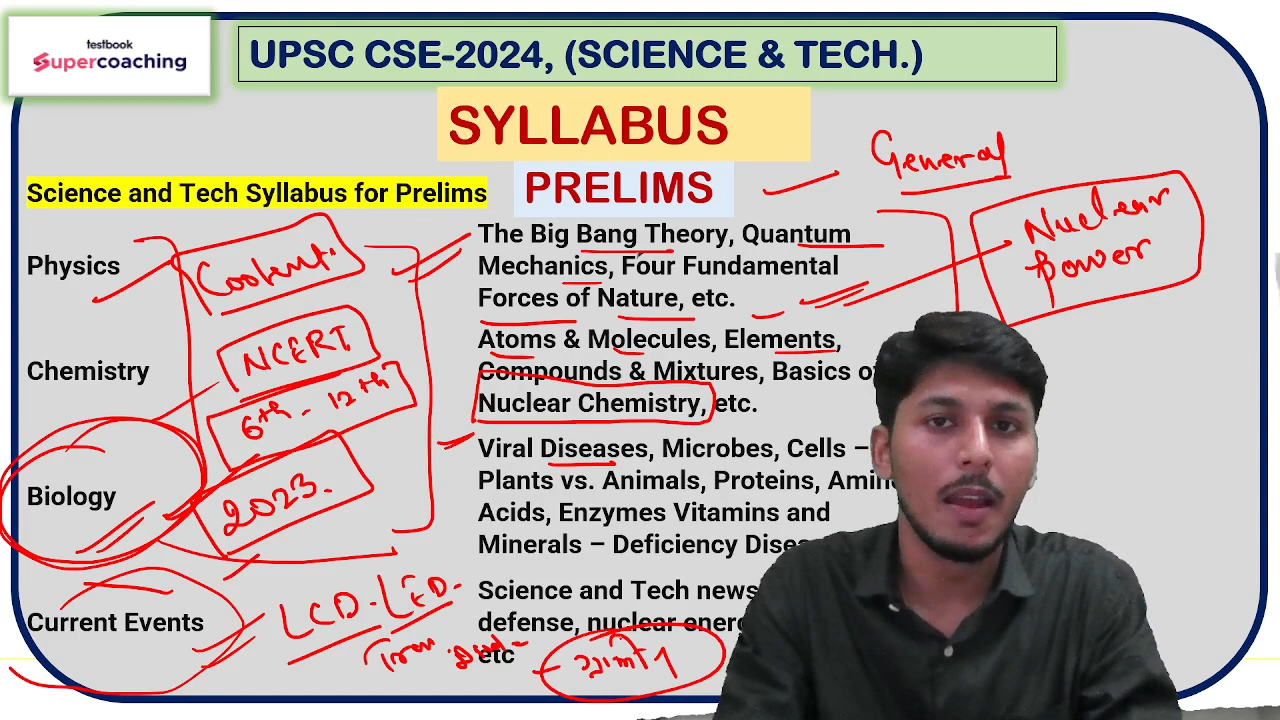 testbook
Supercoaching
UPSC CSE-2024, (SCIENCE & TECH.)
SYLLABUS
PRELIMS
General
Science and Tech Syllabus for Prelims
Nuclear
Power
Physics
Content.
The Big Bang Theory, Quantum
Mechanics, Four Fundamental
Forces of Nature, etc.
Chemistry
NCERT
6th - 12th
Atoms & Molecules, Elements,
Compounds & Mixtures, Basics of
Nuclear Chemistry, etc.
Biology
2023.
Viral Diseases, Microbes, Cells –
Plants vs. Animals, Proteins, Amino
Acids, Enzymes Vitamins and
Minerals – Deficiency
Current Events
LCD. LED.
Science and Tech news
defense, nuclear
etc